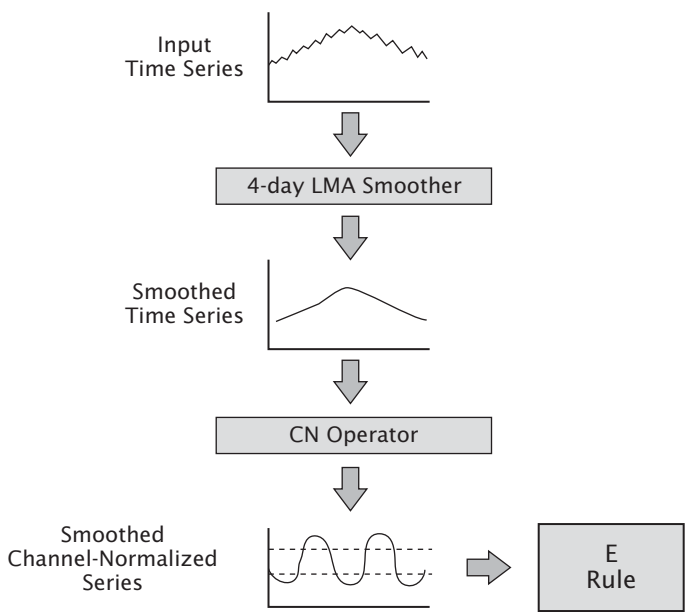 Input
Time Series
4-day LMA Smoother
Smoothed
Time Series
CN Operator
Smoothed
Channel-Normalized
Series
E
Rule